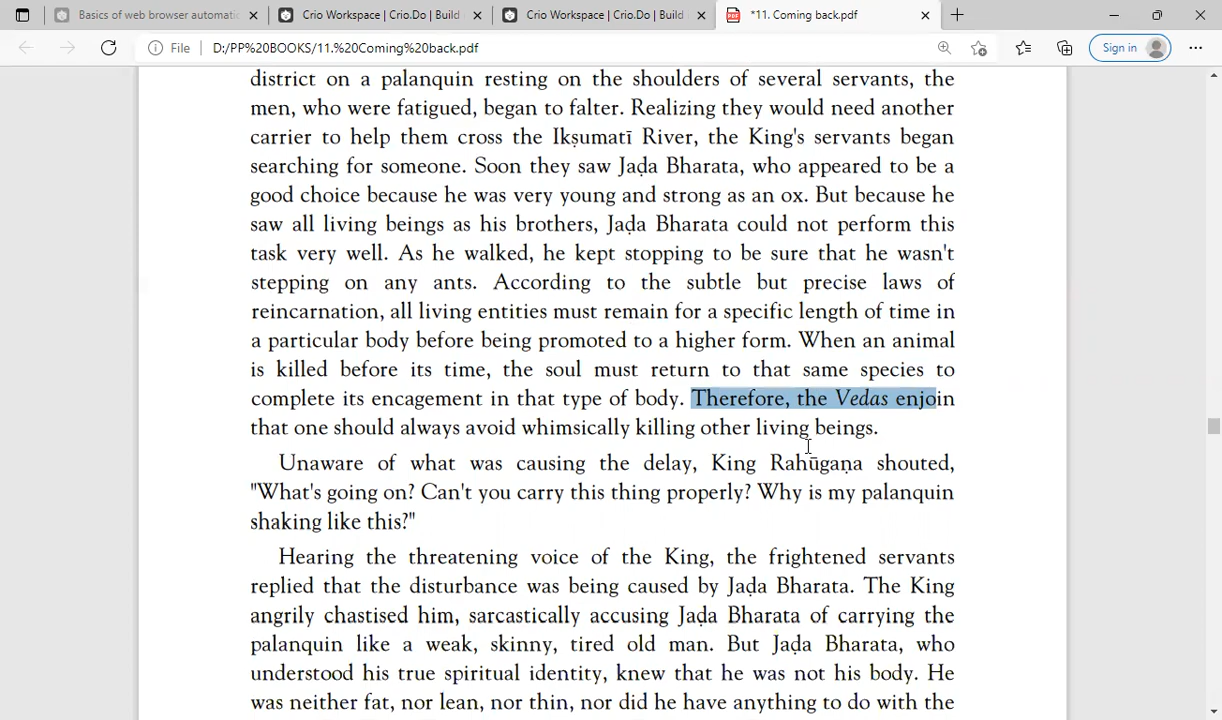 Basics of web browser automatic
Crio Workspace | Crio.Do | Build
Crio Workspace | Crio.Do | Build
*11. Coming back.pdf
File
D:/PP%20BOOKS/11.%20Coming%20back.pdf
Sign in
district on a palanquin resting on the shoulders of several servants, the
men, who were fatigued, began to falter. Realizing they would need another
carrier to help them cross the Ikṣumatī River, the King's servants began
searching for someone. Soon they saw Jaḍa Bharata, who appeared to be a
good choice because he was very young and strong as an ox. But because he
saw all living beings as his brothers, Jaḍa Bharata could not perform this
task very well. As he walked, he kept stopping to be sure that he wasn't
stepping on any ants. According to the subtle but precise laws of
reincarnation, all living entities must remain for a specific length of time in
a particular body before being promoted to a higher form. When an animal
is killed before its time, the soul must return to that same species to
complete its encagement in that type of body. Therefore, the Vedas enjoin
that one should always avoid whimsically killing other living beings.
Unaware of what was causing the delay, King Rahūgaṇa shouted,
"What's going on? Can't you carry this thing properly? Why is my palanquin
shaking like this?"
Hearing the threatening voice of the King, the frightened servants
replied that the disturbance was being caused by Jaḍa Bharata. The King
angrily chastised him, sarcastically accusing Jaḍa Bharata of carrying the
palanquin like a weak, skinny, tired old man. But Jaḍa Bharata, who
understood his true spiritual identity, knew that he was not his body. He
was neither fat, nor lean, nor thin, nor did he have anything to do with the